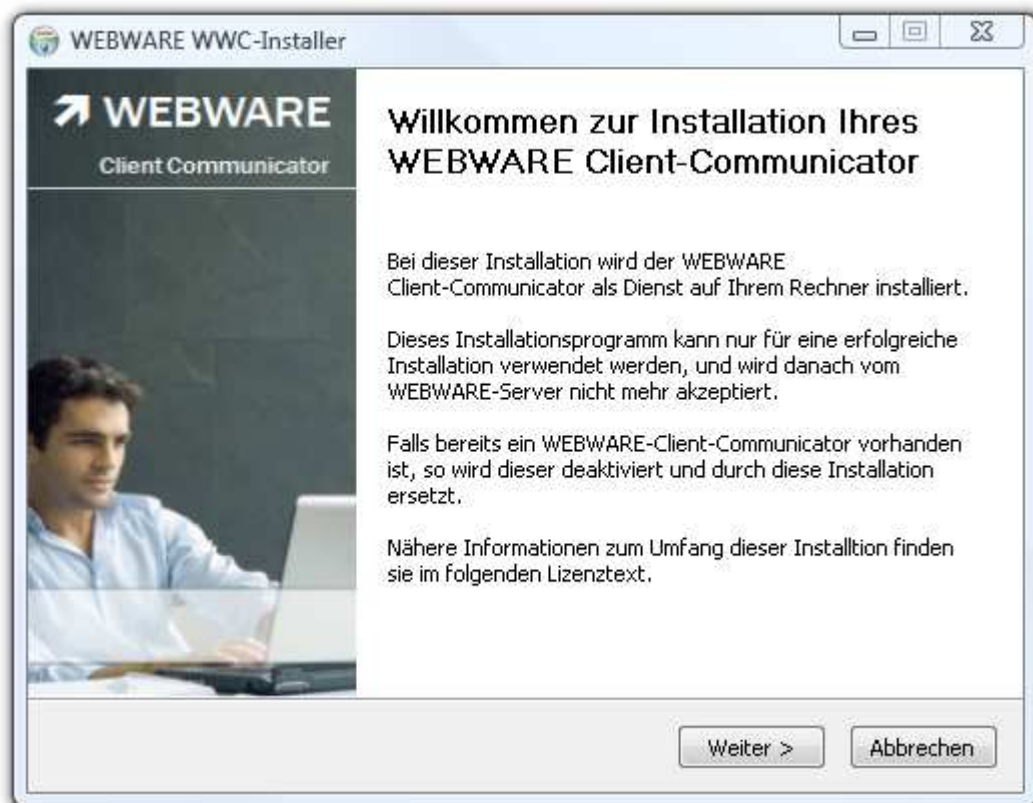 WEBWARE WWC-Installer
WEBWARE
Client Communicator
Willkommen zur Installation Ihres
WEBWARE Client-Communicator
Bei dieser Installation wird der WEBWARE
Client-Communicator als Dienst auf Ihrem Rechner installiert.
Dieses Installationsprogramm kann nur für eine erfolgreiche
Installation verwendet werden, und wird danach vom
WEBWARE-Server nicht mehr akzeptiert.
Falls bereits ein WEBWARE-Client-Communicator vorhanden
ist, so wird dieser deaktiviert und durch diese Installation
ersetzt.
Nähere Informationen zum Umfang dieser Installtion finden
sie im folgenden Lizenztext.
Weiter >
Abbrechen